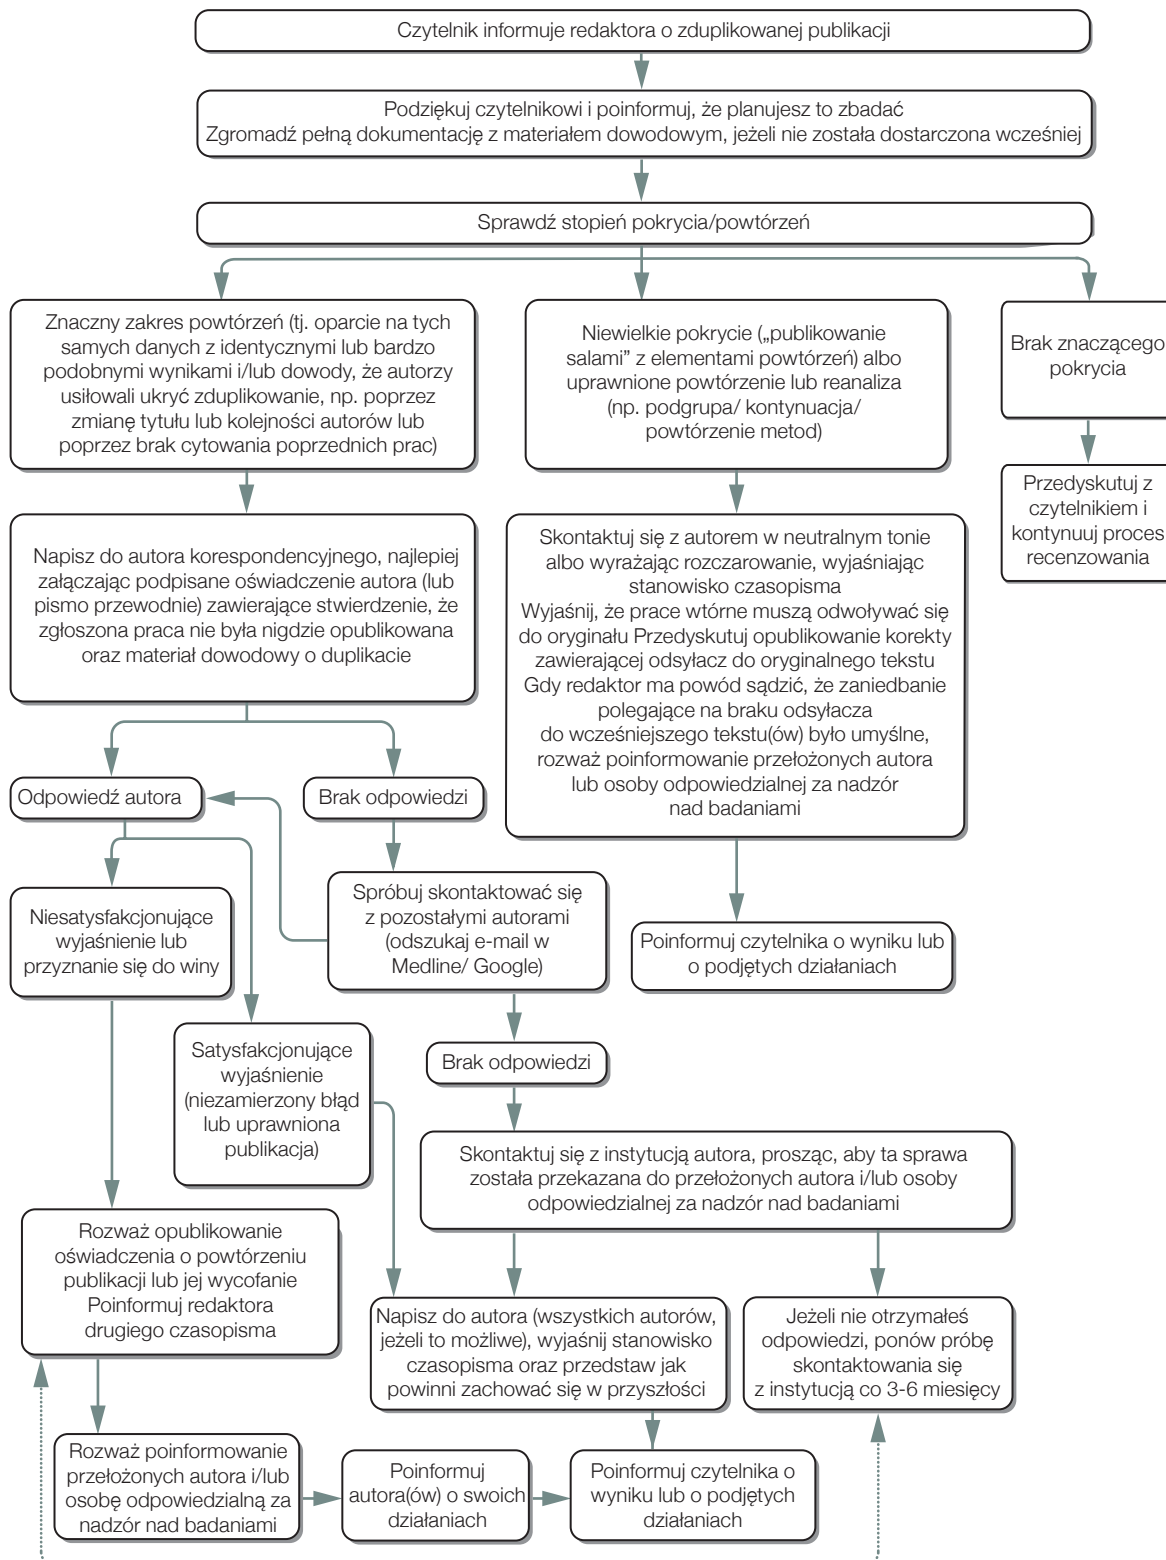 Czytelnik informuje redaktora o zduplikowanej publikacji
Podziękuj czytelnikowi i poinformuj, że planujesz to zbadać
Zgromadź pełną dokumentację z materiałem dowodowym, jeżeli nie została dostarczona wcześniej
Sprawdź stopień pokrycia/powtórzeń
Znaczny zakres powtórzeń (tj. oparcie na tych
samych danych z identycznymi lub bardzo
podobnymi wynikami i/lub dowody, że autorzy
usiłowali ukryć zduplikowanie, np. poprzez
zmianę tytułu lub kolejności autorów lub
poprzez brak cytowania poprzednich prac)
Niewielkie pokrycie („publikowanie
salami” z elementami powtórzeń) albo
uprawnione powtórzenie lub reanaliza
(np. podgrupa/ kontynuacja/
powtórzenie metod)
Brak znaczącego
pokrycia
Przedyskutuj z
czytelnikiem i
kontynuuj proces
recenzowania
Napisz do autora korespondencyjnego, najlepiej
załączając podpisane oświadczenie autora (lub
pismo przewodnie) zawierające stwierdzenie, że
zgłoszona praca nie była nigdzie opublikowana
oraz materiał dowodowy o duplikacie
Skontaktuj się z autorem w neutralnym tonie
albo wyrażając rozczarowanie, wyjaśniając
stanowisko czasopisma
Wyjaśnij, że prace wtórne muszą odwoływać się
do oryginału Przedyskutuj opublikowanie korekty
zawierającej odsyłacz do oryginalnego tekstu
Gdy redaktor ma powód sądzić, że zaniedbanie
polegające na braku odsyłacza
do wcześniejszego tekstu(ów) było umyślne,
rozważ poinformowanie przełożonych autora
lub osoby odpowiedzialnej za nadzór
nad badaniami
Odpowiedź autora
Brak odpowiedzi
Niesatysfakcjonujące
wyjaśnienie lub
przyznanie się do winy
Spróbuj skontaktować się
z pozostałymi autorami
(odszukaj e-mail w
Medline/ Google)
Poinformuj czytelnika o wyniku lub
o podjętych działaniach
Satysfakcjonujące
wyjaśnienie
(niezamierzony błąd
lub uprawniona
publikacja)
Brak odpowiedzi
Skontaktuj się z instytucją autora, prosząc, aby ta sprawa
została przekazana do przełożonych autora i/lub osoby
odpowiedzialnej za nadzór nad badaniami
Rozważ opublikowanie
oświadczenia o powtórzeniu
publikacji lub jej wycofanie
Poinformuj redaktora
drugiego czasopisma
Napisz do autora (wszystkich autorów,
jeżeli to możliwe), wyjaśnij stanowisko
czasopisma oraz przedstaw jak
powinni zachować się w przyszłości
Jeżeli nie otrzymałeś
odpowiedzi, ponów próbę
skontaktowania się
z instytucją co 3-6 miesięcy
Rozważ poinformowanie
przełożonych autora i/lub
osobę odpowiedzialną za
nadzór nad badaniami
Poinformuj
autora(ów) o swoich
działaniach
Poinformuj czytelnika o
wyniku lub o podjętych
działaniach